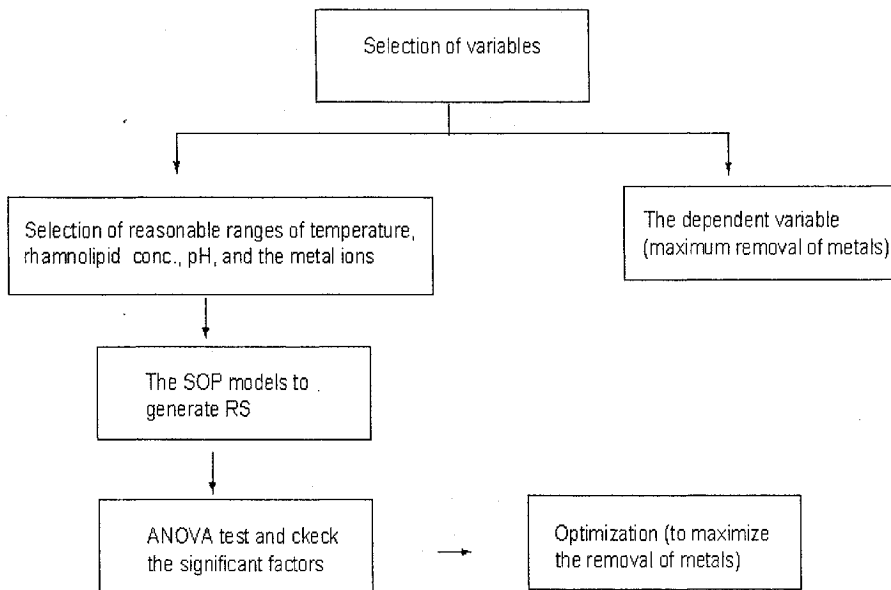 Selection of variables
Selection of reasonable ranges of temperature,
rhamnolipid conc., pH, and the metal ions
The dependent variable
(maximum removal of metals)
The SOP models to
generate RS
ANOVA test and ckeck
the significant factors
Optimization (to maximize
the removal of metals)